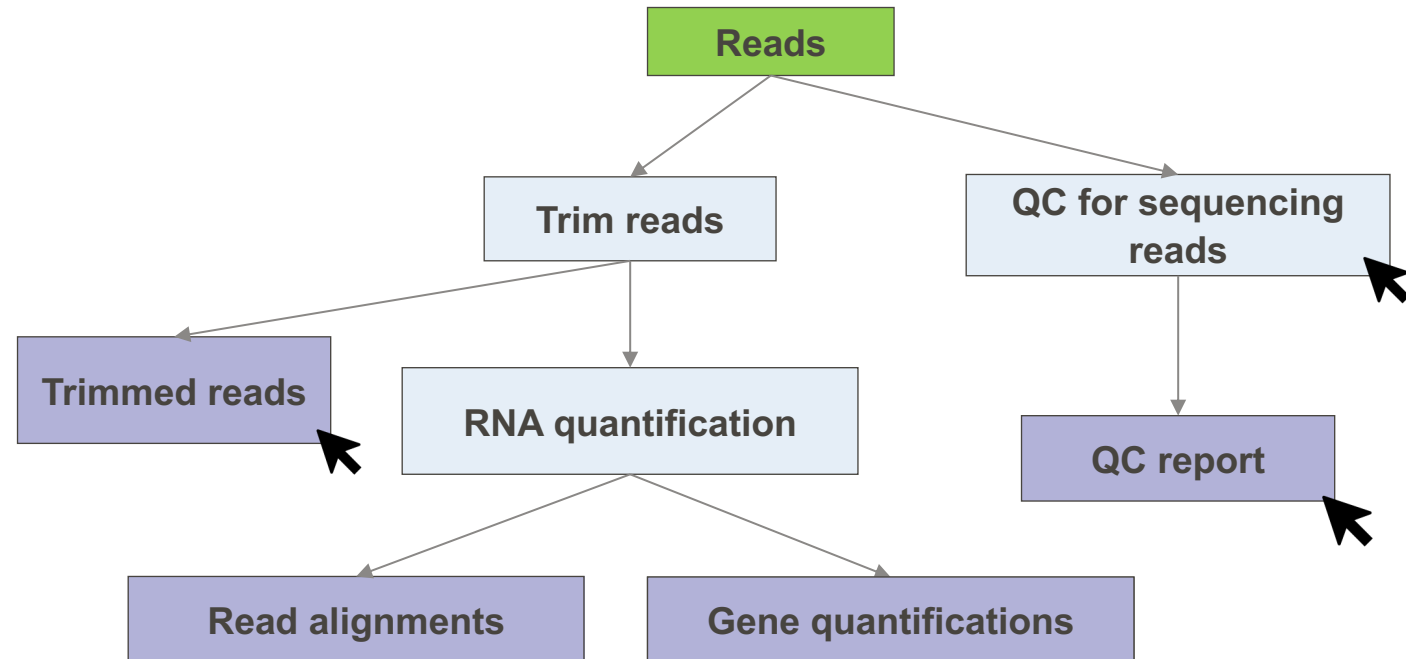 Reads
Trim reads
QC for sequencing
reads
Trimmed reads
RNA quantification
QC report
Read alignments
Gene quantifications